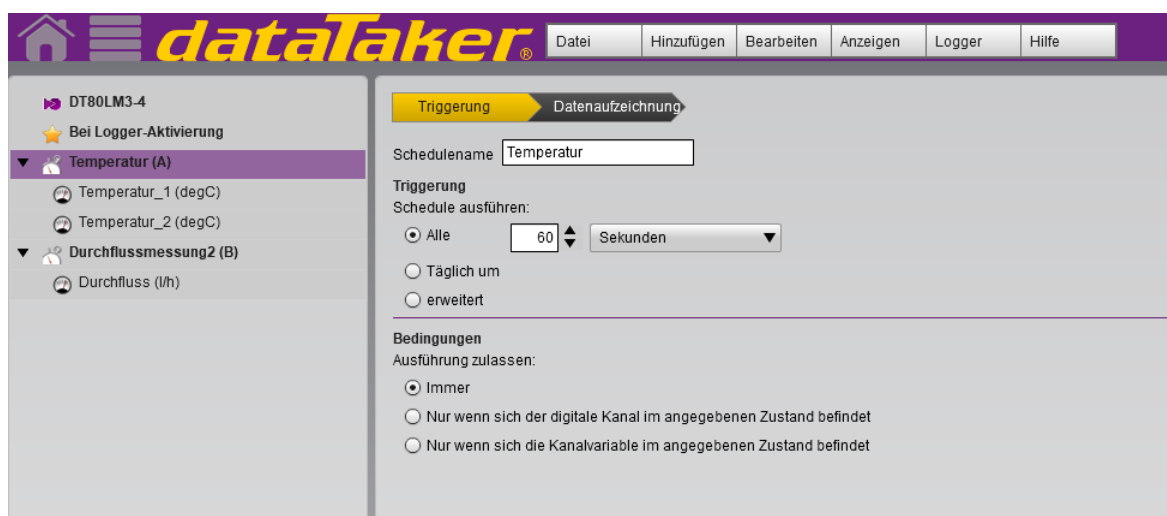 dataTaker®
Datei Hinzufügen Bearbeiten Anzeigen Logger Hilfe
DT80LM3-4
Bei Logger-Aktivierung
Temperatur (A)
Temperatur_1 (degC)
Temperatur_2 (degC)
Durchflussmessung2 (B)
Durchfluss (l/h)
Triggerung Datenaufzeichnung
Schedulename Temperatur
Triggerung
Schedule ausführen:
Alle 60 Sekunden
Täglich um
erweitert
Bedingungen
Ausführung zulassen:
Immer
Nur wenn sich der digitale Kanal im angegebenen Zustand befindet
Nur wenn sich die Kanalvariable im angegebenen Zustand befindet